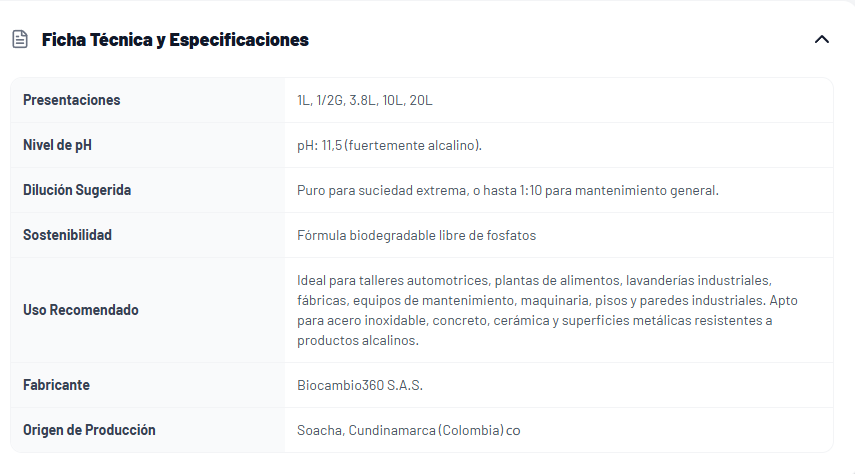 Ficha Técnica y Especificaciones
Presentaciones
1L, 1/2G, 3.8L, 10L, 20L
Nivel de pH
pH: 11,5 (fuertemente alcalino).
Dilución Sugerida
Puro para suciedad extrema, o hasta 1:10 para mantenimiento general.
Sostenibilidad
Fórmula biodegradable libre de fosfatos
Uso Recomendado
Ideal para talleres automotrices, plantas de alimentos, lavanderías industriales,
fábricas, equipos de mantenimiento, maquinaria, pisos y paredes industriales. Apto
para acero inoxidable, concreto, cerámica y superficies metálicas resistentes a
productos alcalinos.
Fabricante
Biocambio360 S.A.S.
Origen de Producción
Soacha, Cundinamarca (Colombia) co